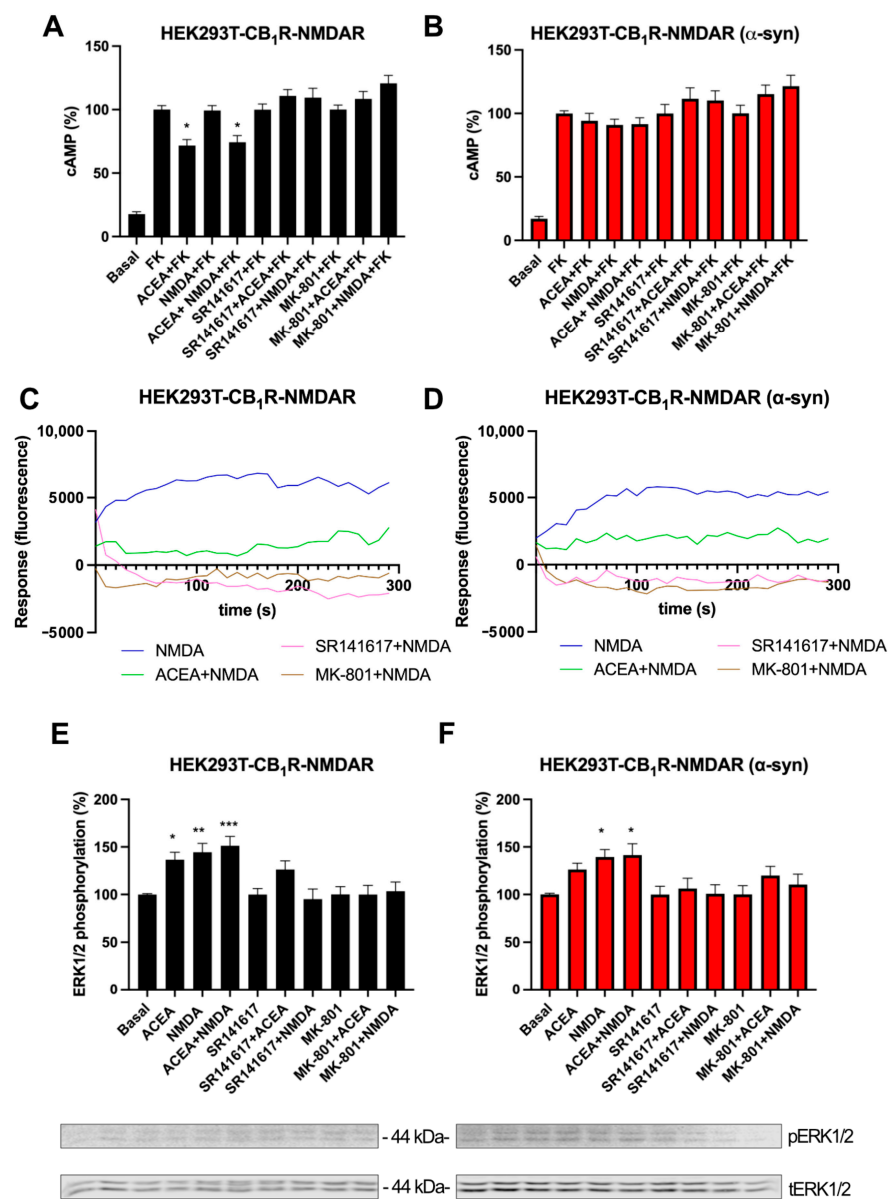 A
HEK293T-CB1R-NMDAR
cAMP (%)
150
100
50
0
*
*
Basal
FK
ACEA+FK
NMDA+FK
ACEA+ NMDA+FK
SR141617+FK
SR141617+ACEA+FK
SR141617+NMDA+FK
MK-801+FK
MK-801+ACEA+FK
MK-801+NMDA+FK
B
HEK293T-CB1R-NMDAR (α-syn)
cAMP (%)
150
100
50
0
Basal
FK
ACEA+FK
NMDA+FK
ACEA+ NMDA+FK
SR141617+FK
SR141617+ACEA+FK
SR141617+NMDA+FK
MK-801+FK
MK-801+ACEA+FK
MK-801+NMDA+FK
C
HEK293T-CB1R-NMDAR
Response (fluorescence)
10,000
5000
0
−5000
100
200
300
time (s)
NMDA
SR141617+NMDA
ACEA+NMDA
MK-801+NMDA
D
HEK293T-CB1R-NMDAR (α-syn)
Response (fluorescence)
10,000
5000
0
−5000
100
200
300
time (s)
NMDA
SR141617+NMDA
ACEA+NMDA
MK-801+NMDA
E
HEK293T-CB1R-NMDAR
ERK1/2 phosphorylation (%)
200
150
100
50
0
*
**
***
Basal
ACEA
NMDA
ACEA+NMDA
SR141617
SR141617+ACEA
SR141617+NMDA
MK-801
MK-801+ACEA
MK-801+NMDA
F
HEK293T-CB1R-NMDAR (α-syn)
ERK1/2 phosphorylation (%)
200
150
100
50
0
*
*
Basal
ACEA
NMDA
ACEA+NMDA
SR141617
SR141617+ACEA
SR141617+NMDA
MK-801
MK-801+ACEA
MK-801+NMDA
- 44 kDa-
pERK1/2
- 44 kDa-
tERK1/2